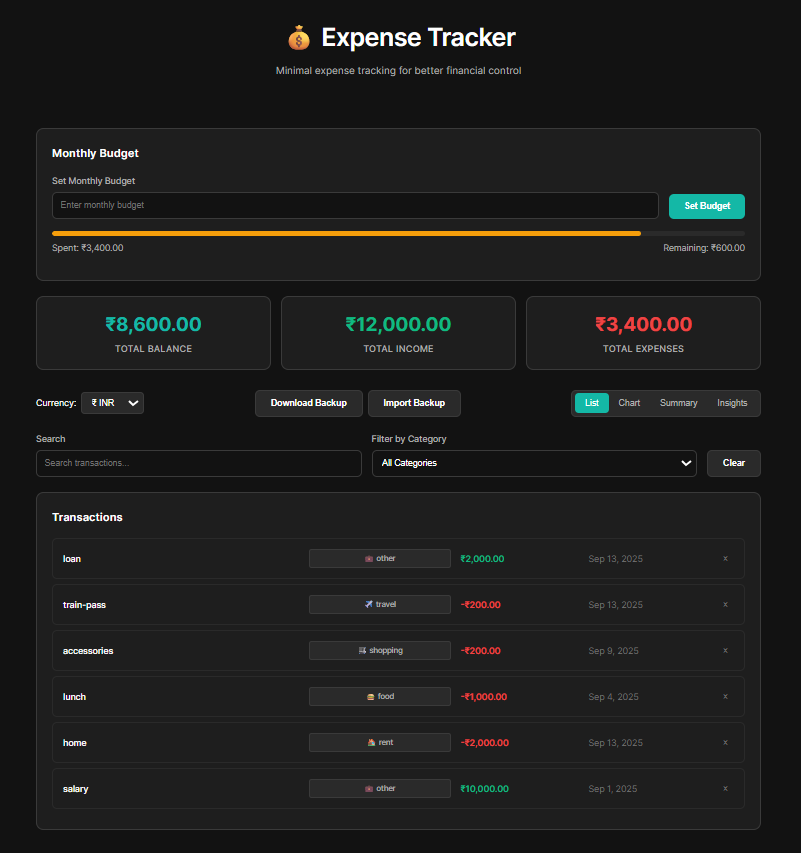 💰 Expense Tracker
Minimal expense tracking for better financial control
Monthly Budget
Set Monthly Budget
Enter monthly budget
Set Budget
Spent: ₹3,400.00 Remaining: ₹600.00
₹8,600.00 ₹12,000.00 ₹3,400.00
TOTAL BALANCE TOTAL INCOME TOTAL EXPENSES
Currency: ₹ INR Download Backup Import Backup List Chart Summary Insights
Search Filter by Category
Search transactions... All Categories Clear
Transactions
loan other ₹2,000.00 Sep 13, 2025 x
train-pass travel -₹200.00 Sep 13, 2025 x
accessories shopping -₹200.00 Sep 9, 2025 x
lunch food -₹1,000.00 Sep 4, 2025 x
home rent -₹2,000.00 Sep 13, 2025 x
salary other ₹10,000.00 Sep 1, 2025 x